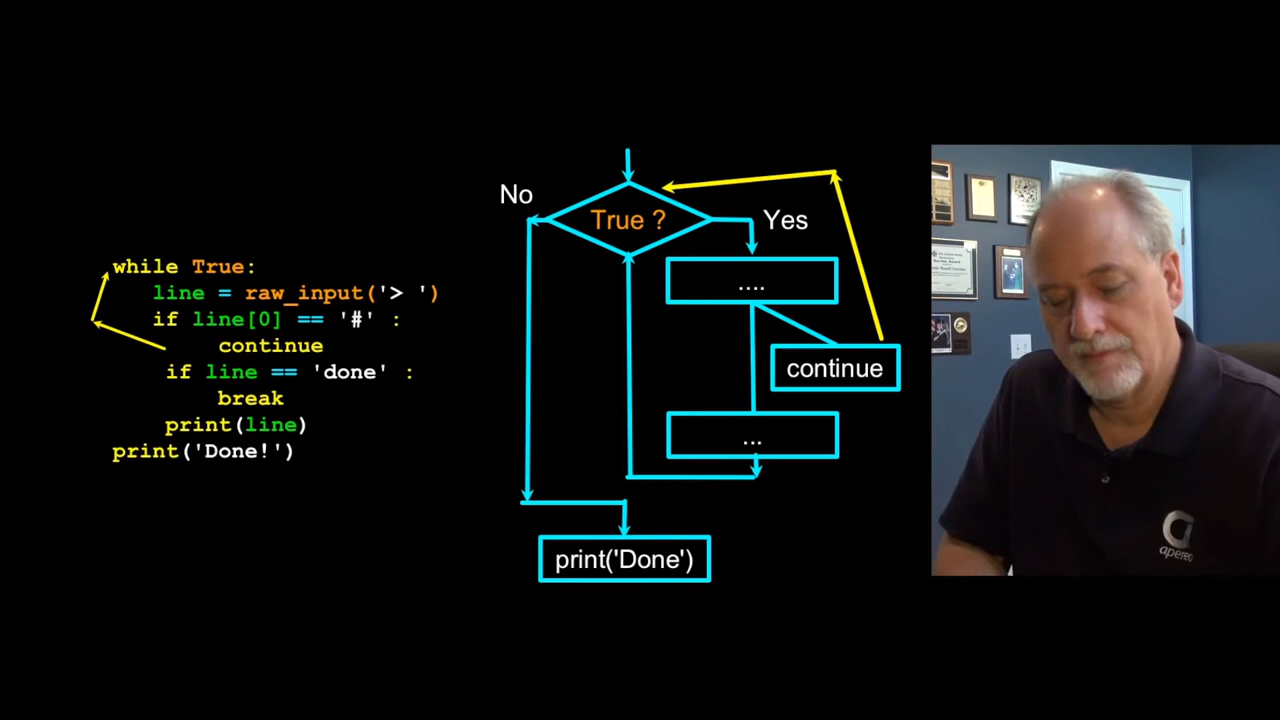 while True:
line = raw_input('> ')
if line[0] == '#' :
continue
if line == 'done' :
break
print(line)
print('Done!')
No
True ?
Yes
....
continue
...
print('Done')
apereo